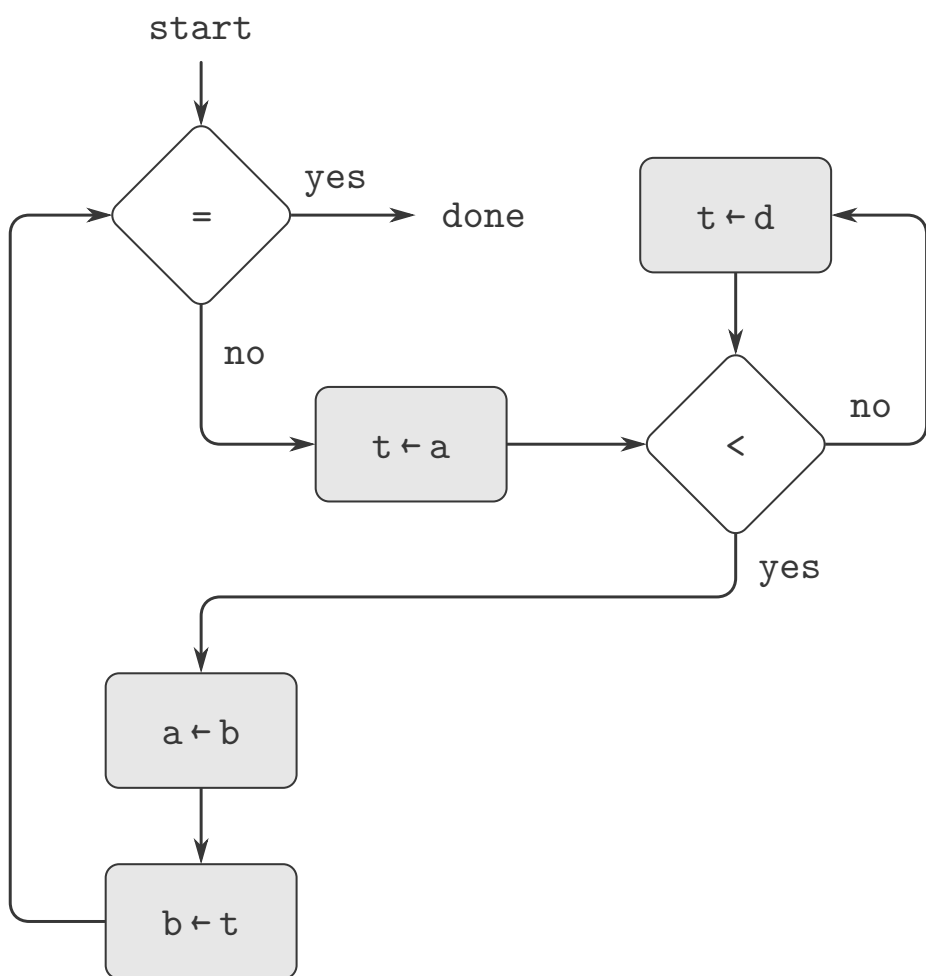 start
=
yes
done
t ← d
no
t ← a
<
no
yes
a ← b
b ← t